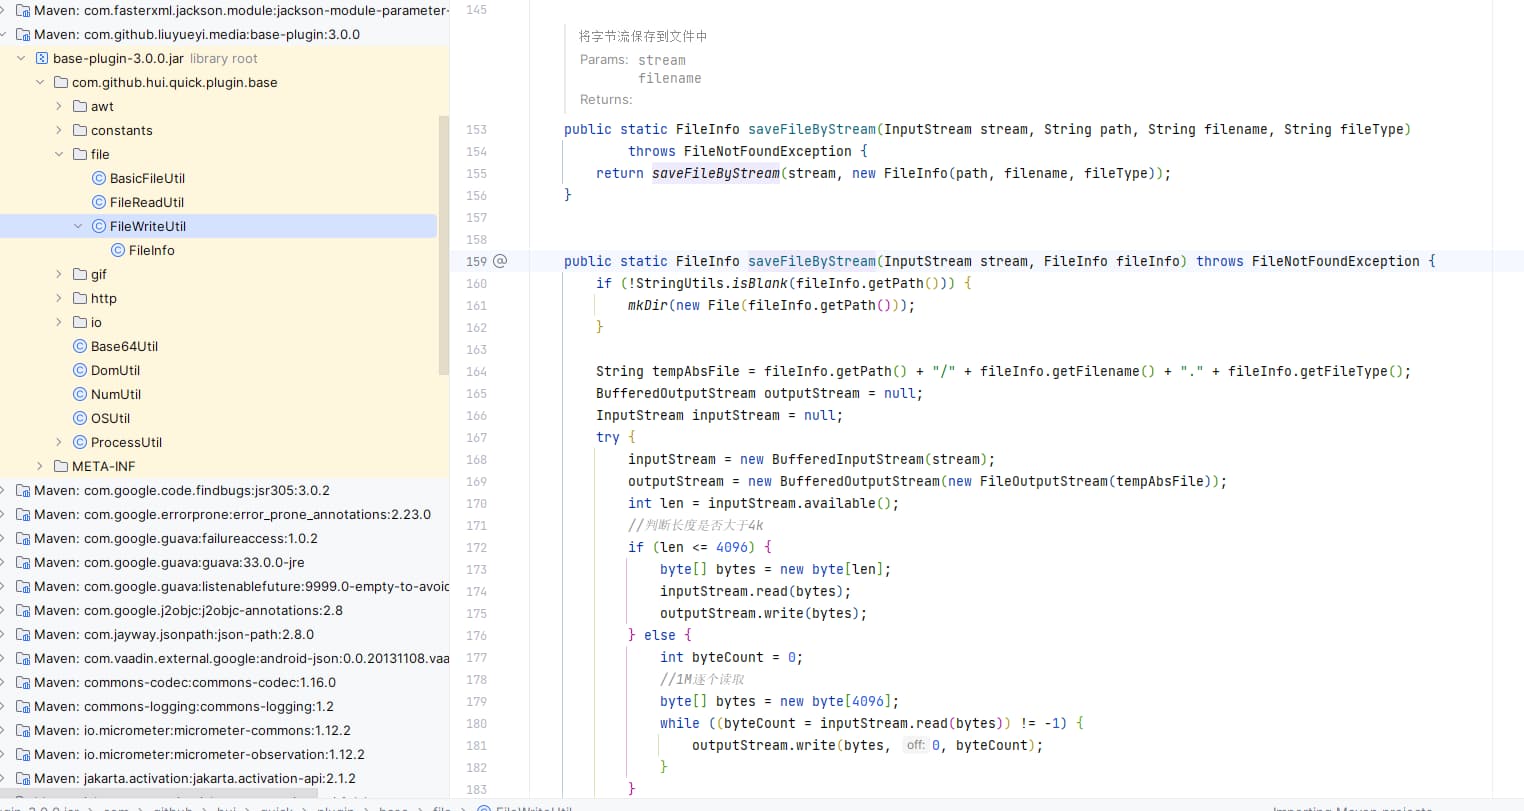 Maven: com.fasterxml.jackson.module:jackson-module-parameter-
Maven: com.github.liuyueyi.media:base-plugin:3.0.0
base-plugin-3.0.0.jar library root
com.github.hui.quick.plugin.base
awt
constants
file
BasicFileUtil
FileReadUtil
FileWriteUtil
FileInfo
gif
http
io
Base64Util
DomUtil
NumUtil
OSUtil
ProcessUtil
META-INF
Maven: com.google.code.findbugs:jsr305:3.0.2
Maven: com.google.errorprone:error_prone_annotations:2.23.0
Maven: com.google.guava:failureaccess:1.0.2
Maven: com.google.guava:guava:33.0.0-jre
Maven: com.google.guava:listenablefuture:9999.0-empty-to-avoid
Maven: com.google.j2objc:j2objc-annotations:2.8
Maven: com.jayway.jsonpath:json-path:2.8.0
Maven: com.vaadin.external.google:android-json:0.0.20131108.vaa
Maven: commons-codec:commons-codec:1.16.0
Maven: commons-logging:commons-logging:1.2
Maven: io.micrometer:micrometer-commons:1.12.2
Maven: io.micrometer:micrometer-observation:1.12.2
Maven: jakarta.activation:jakarta.activation-api:2.1.2
145
将字节流保存到文件中
Params: stream
filename
Returns:
153 public static FileInfo saveFileByStream(InputStream stream, String path, String filename, String fileType)
154 throws FileNotFoundException {
155 return saveFileByStream(stream, new FileInfo(path, filename, fileType));
156 }
157
158
159 @ public static FileInfo saveFileByStream(InputStream stream, FileInfo fileInfo) throws FileNotFoundException {
160 if (!StringUtils.isBlank(fileInfo.getPath())) {
161 mkDir(new File(fileInfo.getPath()));
162 }
163
164 String tempAbsFile = fileInfo.getPath() + "/" + fileInfo.getFilename() + "." + fileInfo.getFileType();
165 BufferedOutputStream outputStream = null;
166 InputStream inputStream = null;
167 try {
168 inputStream = new BufferedInputStream(stream);
169 outputStream = new BufferedOutputStream(new FileOutputStream(tempAbsFile));
170 int len = inputStream.available();
171 //判断长度是否大于4k
172 if (len <= 4096) {
173 byte[] bytes = new byte[len];
174 inputStream.read(bytes);
175 outputStream.write(bytes);
176 } else {
177 int byteCount = 0;
178 //1M逐个读取
179 byte[] bytes = new byte[4096];
180 while ((byteCount = inputStream.read(bytes)) != -1) {
181 outputStream.write(bytes, off: 0, byteCount);
182 }
183 }